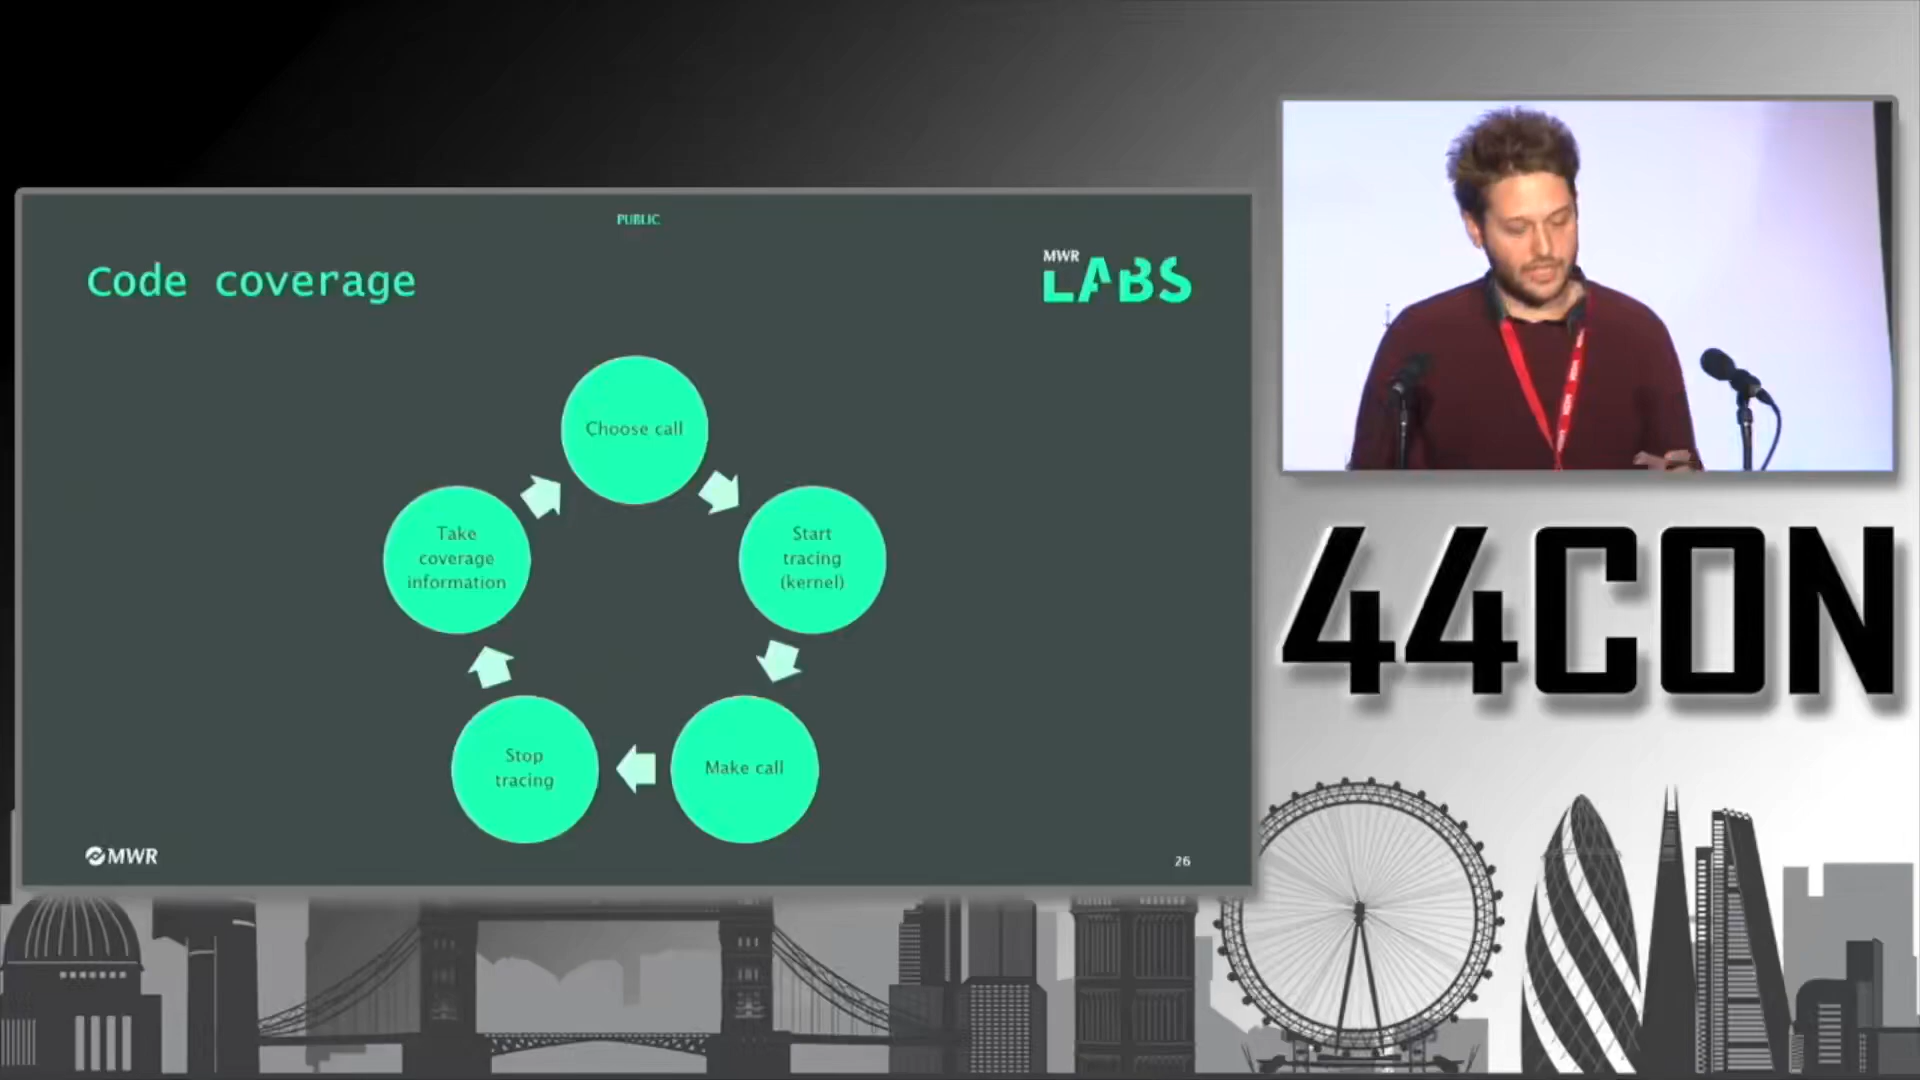 PUBLIC
Code coverage
MWR
LABS
Choose call
Start
tracing
(kernel)
Make call
Stop
tracing
Take
coverage
information
MWR
26
44CON